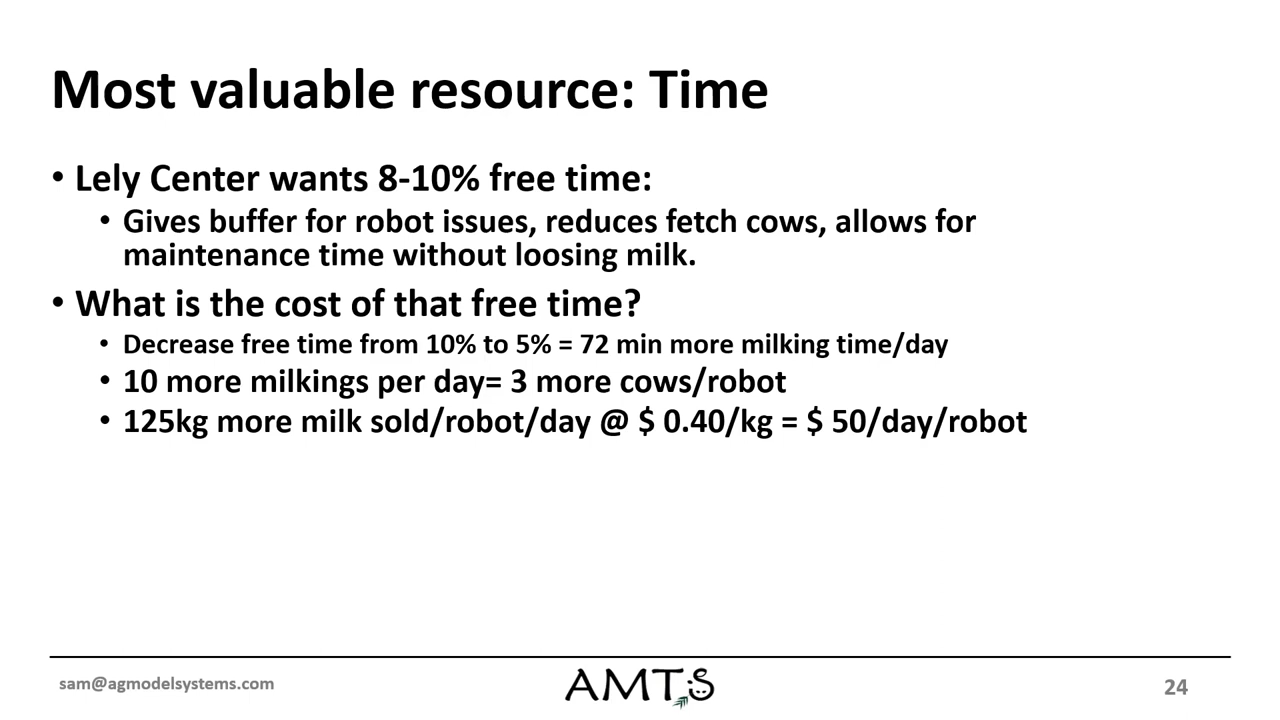 Most valuable resource: Time
• Lely Center wants 8-10% free time:
• Gives buffer for robot issues, reduces fetch cows, allows for
maintenance time without loosing milk.
• What is the cost of that free time?
• Decrease free time from 10% to 5% = 72 min more milking time/day
• 10 more milkings per day= 3 more cows/robot
• 125kg more milk sold/robot/day @ $ 0.40/kg = $ 50/day/robot
sam@agmodelsystems.com
AMTS
24